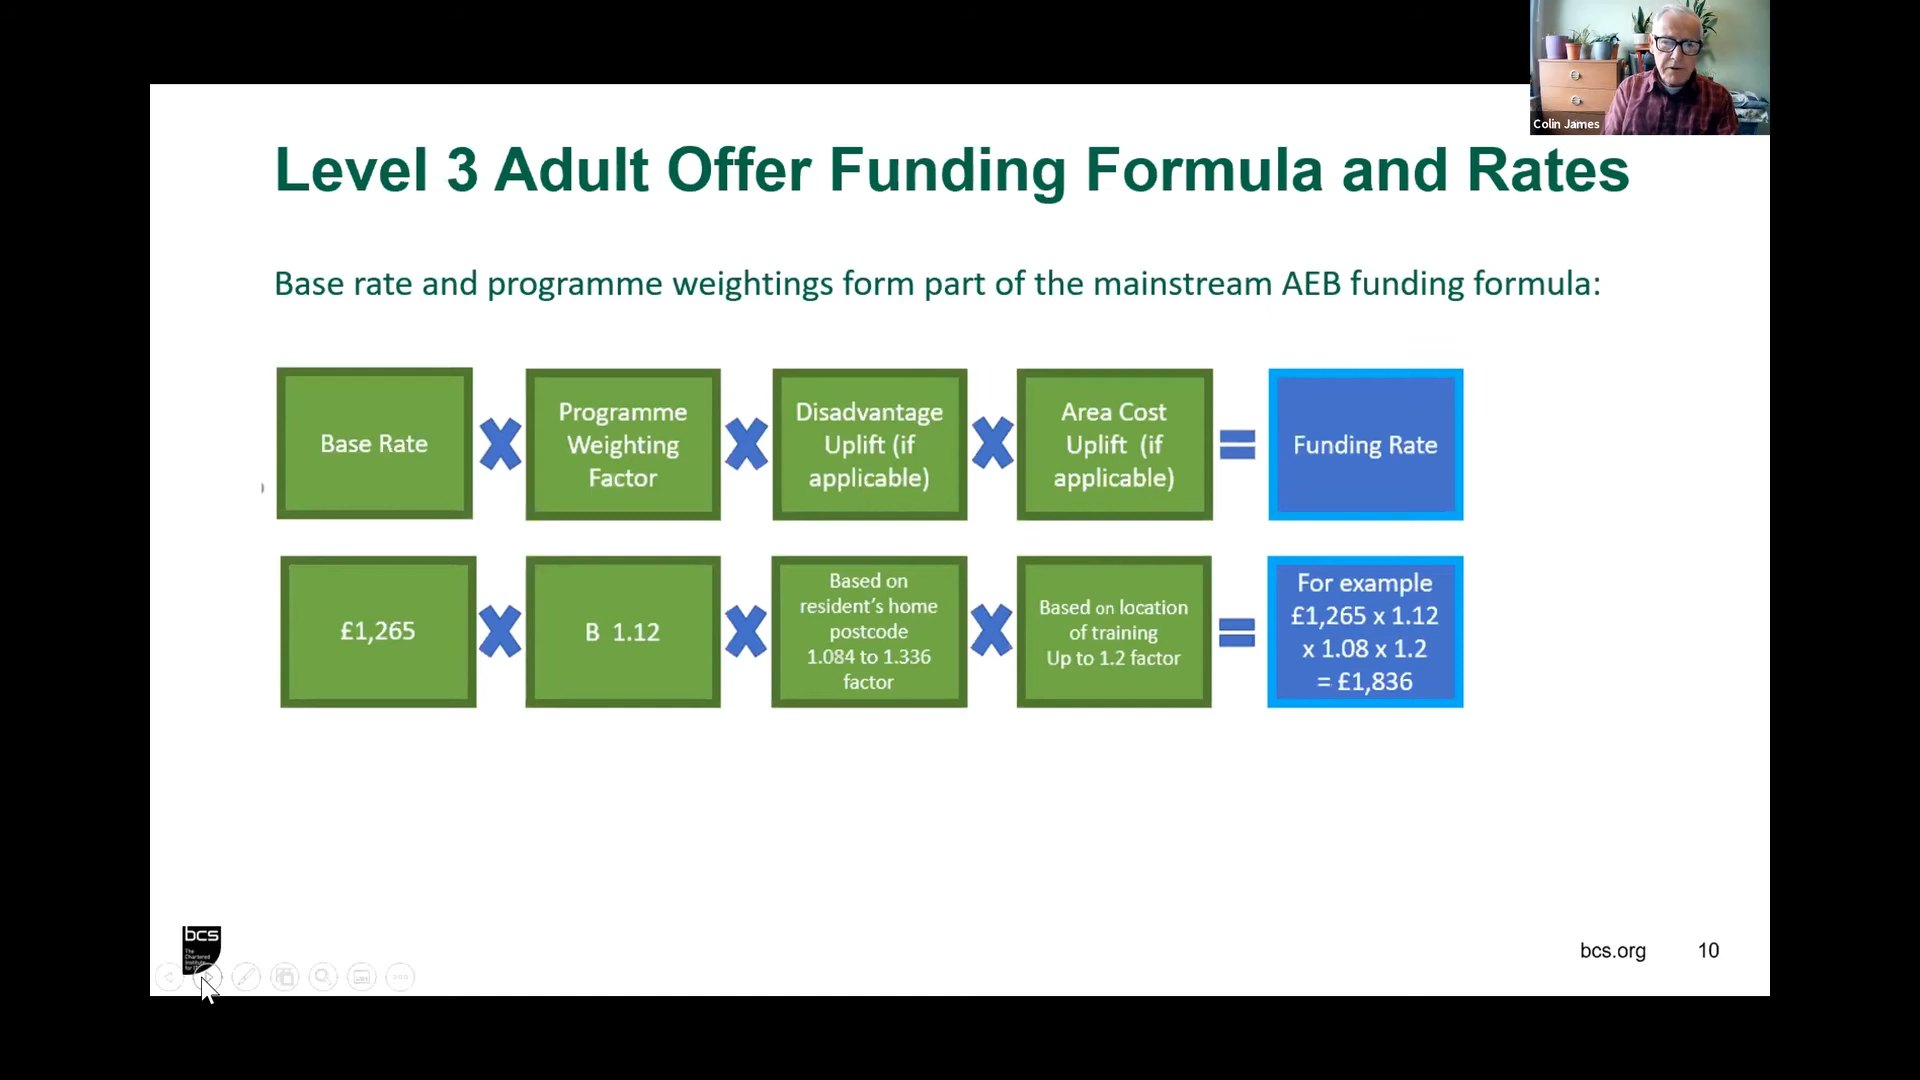 Colin James
Level 3 Adult Offer Funding Formula and Rates
Base rate and programme weightings form part of the mainstream AEB funding formula:
Base Rate
Programme
Weighting
Factor
Disadvantage
Uplift (if
applicable)
Area Cost
Uplift (if
applicable)
Funding Rate
£1,265
B 1.12
Based on
resident's home
postcode
1.084 to 1.336
factor
Based on location
of training
Up to 1.2 factor
For example
£1,265 x 1.12
x 1.08 x 1.2
= £1,836
bcs
The
Chartered
Institute
bcs.org
10